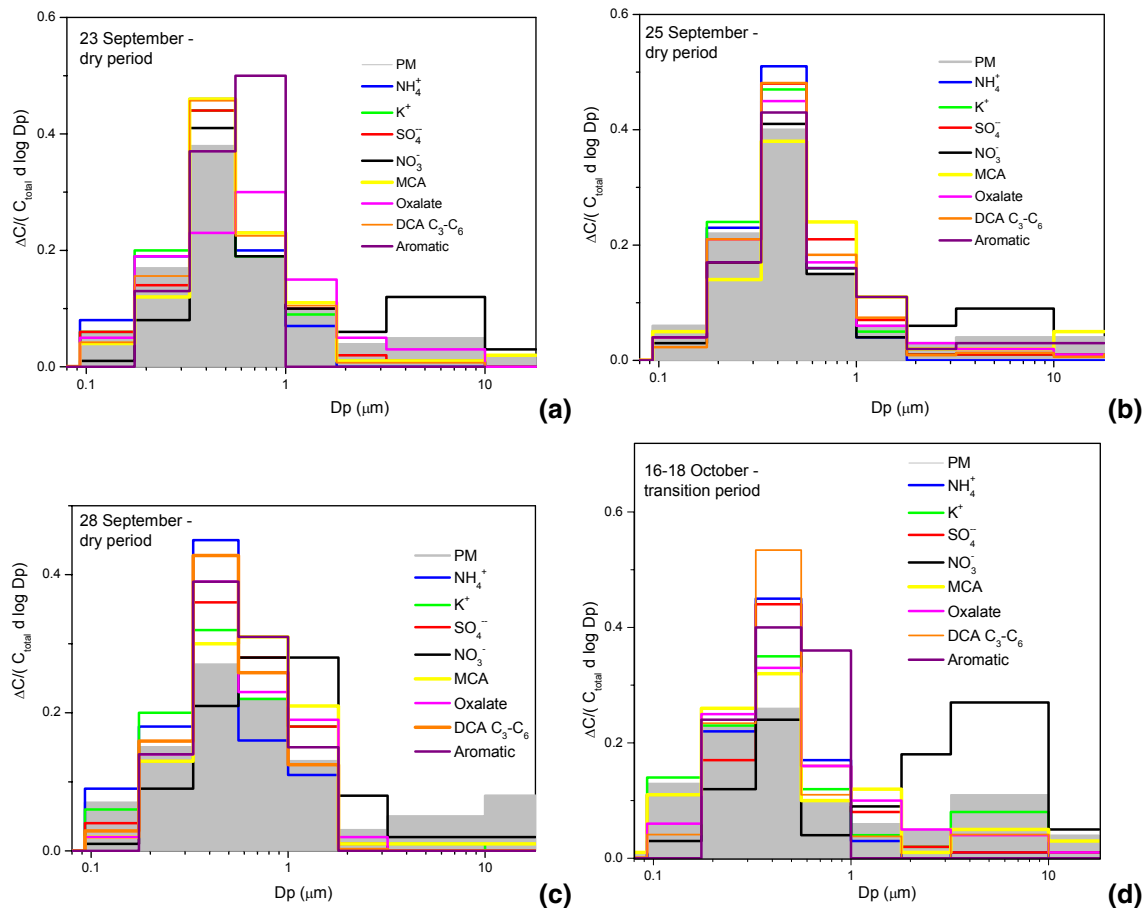 23 September -
dry period
PM
NH₄⁺
K⁺
SO₄⁻⁻
NO₃⁻
MCA
Oxalate
DCA C₃-C₆
Aromatic
ΔC/( C_total d log Dp)
0.6
0.4
0.2
0.0
0.1
1
10
Dp (μm)
(a)
25 September -
dry period
PM
NH₄⁺
K⁺
SO₄⁻⁻
NO₃⁻
MCA
Oxalate
DCA C₃-C₆
Aromatic
ΔC/( C_total d log Dp)
0.6
0.4
0.2
0.0
0.1
1
10
Dp (μm)
(b)
28 September -
dry period
PM
NH₄⁺
K⁺
SO₄⁻⁻
NO₃⁻
MCA
Oxalate
DCA C₃-C₆
Aromatic
ΔC/( C_total d log Dp)
0.4
0.2
0.0
0.1
1
10
Dp (μm)
(c)
16-18 October -
transition period
PM
NH₄⁺
K⁺
SO₄⁻⁻
NO₃⁻
MCA
Oxalate
DCA C₃-C₆
Aromatic
ΔC/( C_total d log Dp)
0.6
0.4
0.2
0.0
0.1
1
10
Dp (μm)
(d)